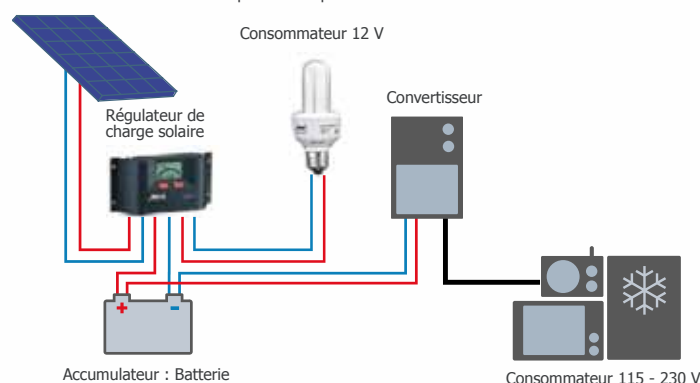 Consommateur 12 V
Convertisseur
Régulateur de
charge solaire
+
-
Accumulateur : Batterie
Consommateur 115 - 230 V